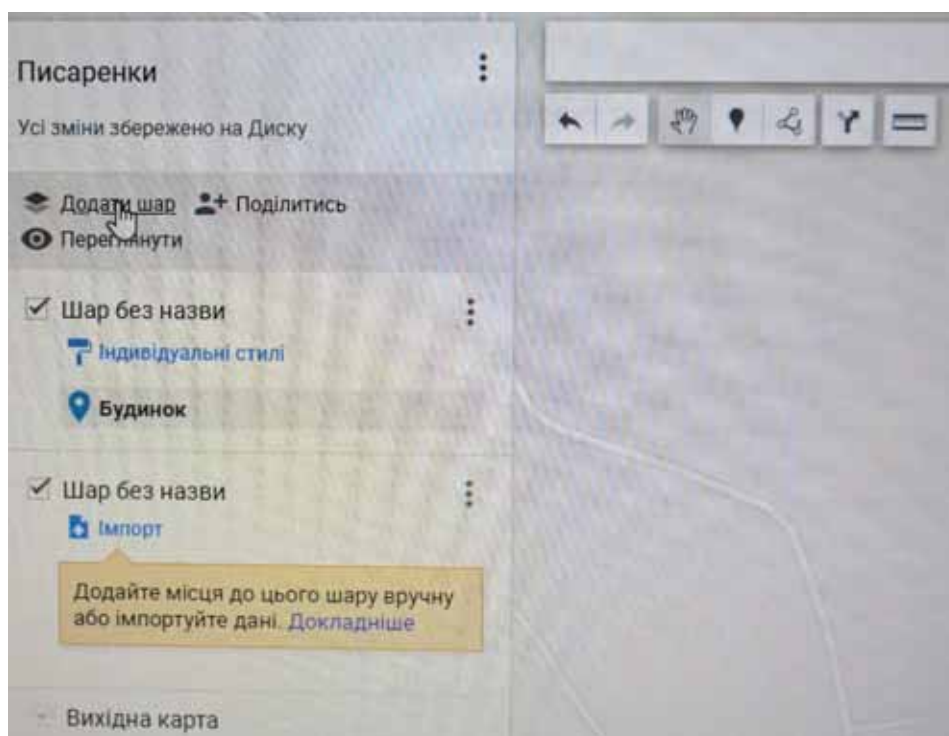 Писаренки
Усі зміни збережено на Диску
Додати шар Поділитись
Переглянути
Шар без назви
Індивідуальні стилі
Будинок
Шар без назви
Імпорт
Додайте місця до цього шару вручну
або імпортуйте дані. Докладніше
Вихідна карта